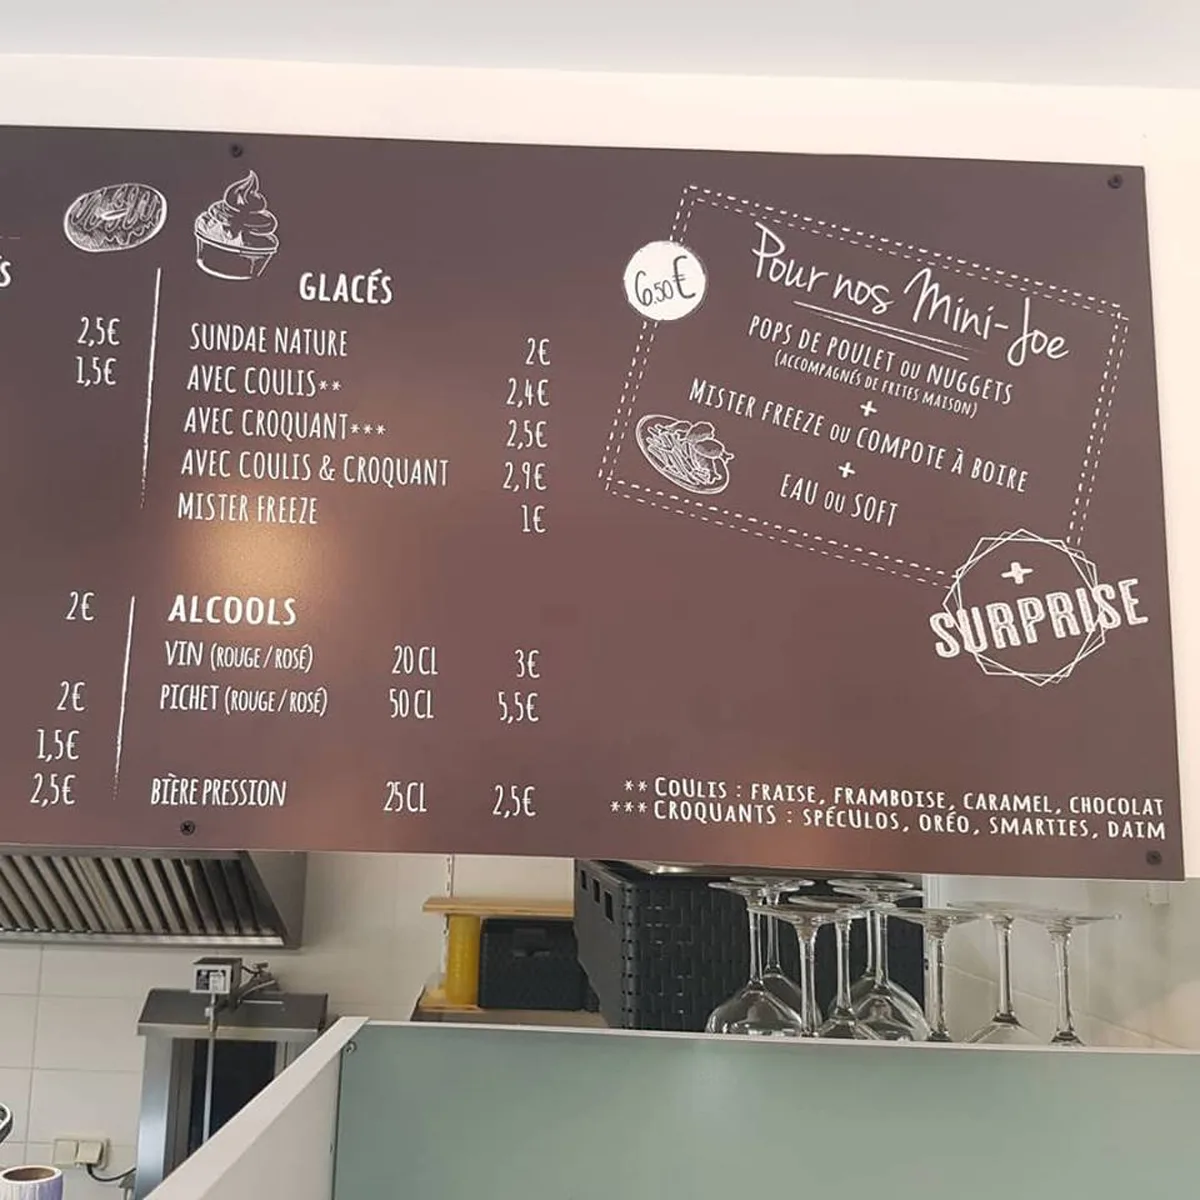 2,5€
1,5€
2€
2€
1,5€
2,5€
GLACÉS
SUNDAE NATURE 2€
AVEC COULIS** 2,4€
AVEC CROQUANT*** 2,5€
AVEC COULIS & CROQUANT 2,9€
MISTER FREEZE 1€
ALCOOLS
VIN (ROUGE / ROSÉ) 20 CL 3€
PICHET (ROUGE / ROSÉ) 50 CL 5,5€
BIÈRE PRESSION 25 CL 2,5€
6.50€
Pour nos Mini-Joe
POPS DE POULET OU NUGGETS
(ACCOMPAGNÉS DE FRITES MAISON)
+
MISTER FREEZE OU COMPOTE À BOIRE
+
EAU OU SOFT
+
SURPRISE
** COULIS : FRAISE, FRAMBOISE, CARAMEL, CHOCOLAT
*** CROQUANTS : SPÉCULOS, ORÉO, SMARTIES, DAIM